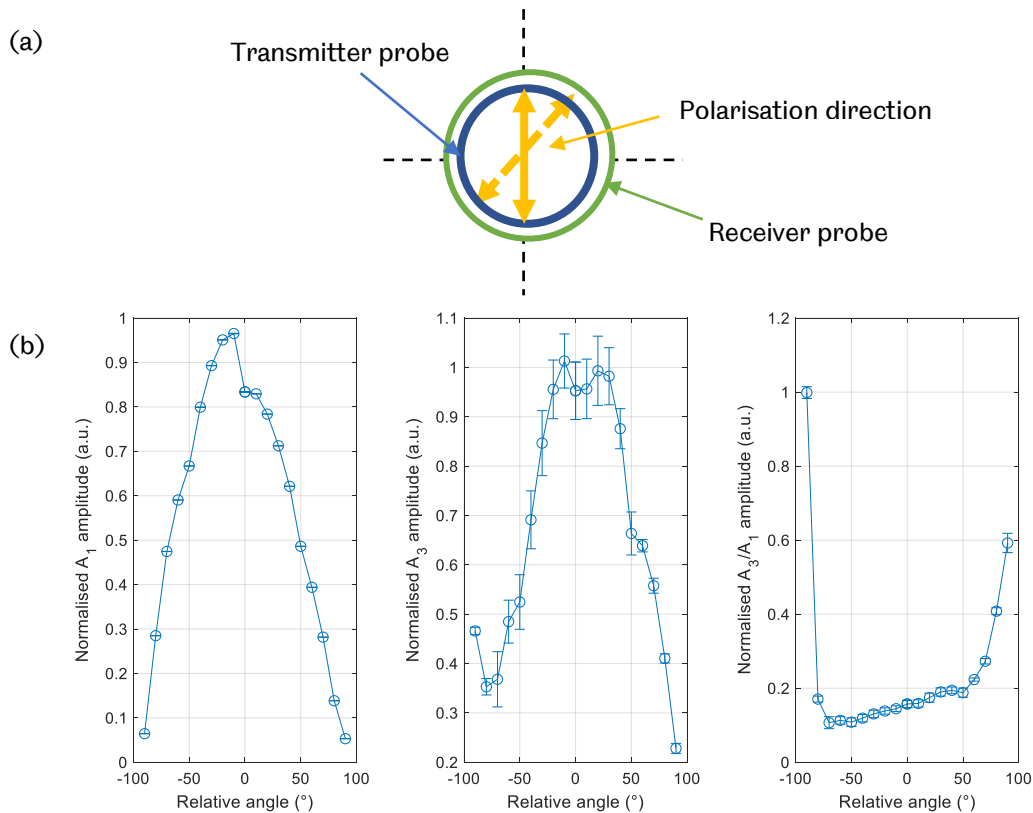 (a)
Transmitter probe
Polarisation direction
Receiver probe
(b)
Normalised A1 amplitude (a.u.)
1
0.9
0.8
0.7
0.6
0.5
0.4
0.3
0.2
0.1
0
-100 -50 0 50 100
Relative angle (°)
Normalised A3 amplitude (a.u.)
1.1
1
0.9
0.8
0.7
0.6
0.5
0.4
0.3
0.2
-100 -50 0 50 100
Relative angle (°)
Normalised A3/A1 amplitude (a.u.)
1.2
1
0.8
0.6
0.4
0.2
0
-100 -50 0 50 100
Relative angle (°)